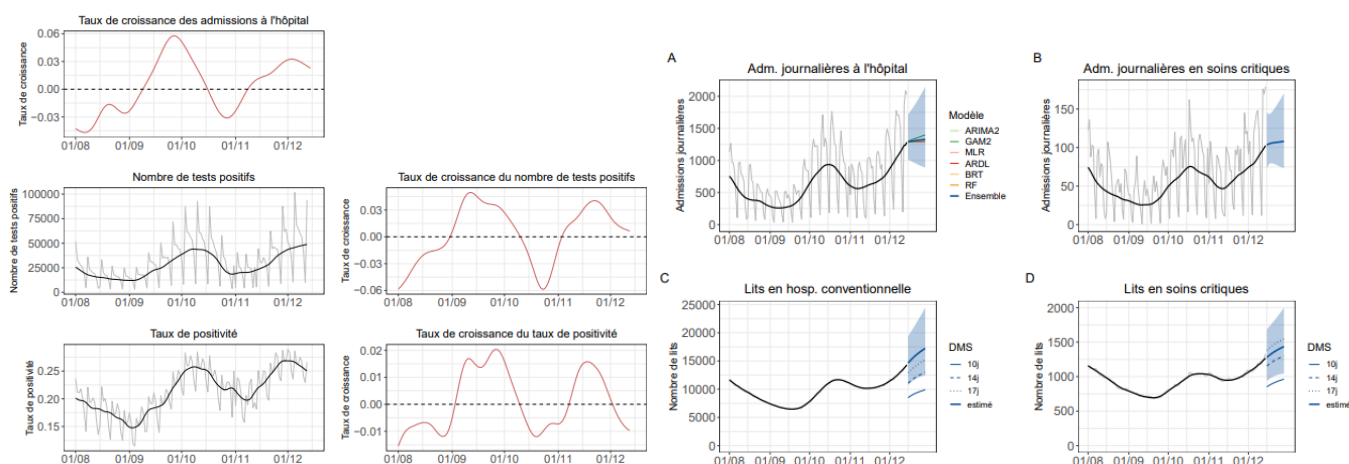 Taux de croissance des admissions à l'hôpital
Taux de croissance
0.06
0.03
0.00
−0.03
01/08 01/09 01/10 01/11 01/12
Nombre de tests positifs
Nombre de tests positifs
100000
75000
50000
25000
0
01/08 01/09 01/10 01/11 01/12
Taux de croissance du nombre de tests positifs
Taux de croissance
0.03
0.00
−0.03
−0.06
01/08 01/09 01/10 01/11 01/12
Taux de positivité
Taux de positivité
0.25
0.20
0.15
01/08 01/09 01/10 01/11 01/12
Taux de croissance du taux de positivité
Taux de croissance
0.02
0.01
0.00
−0.01
01/08 01/09 01/10 01/11 01/12
A
Adm. journalières à l'hôpital
Admissions journalières
2000
1500
1000
500
0
01/08 01/09 01/10 01/11 01/12
Modèle
ARIMA2
GAM2
MLR
ARDL
BRT
RF
Ensemble
B
Adm. journalières en soins critiques
Admissions journalières
150
100
50
0
01/08 01/09 01/10 01/11 01/12
C
Lits en hosp. conventionnelle
Nombre de lits
25000
20000
15000
10000
5000
0
01/08 01/09 01/10 01/11 01/12
DMS
10j
14j
17j
estimé
D
Lits en soins critiques
Nombre de lits
2000
1500
1000
500
0
01/08 01/09 01/10 01/11 01/12
DMS
10j
14j
17j
estimé